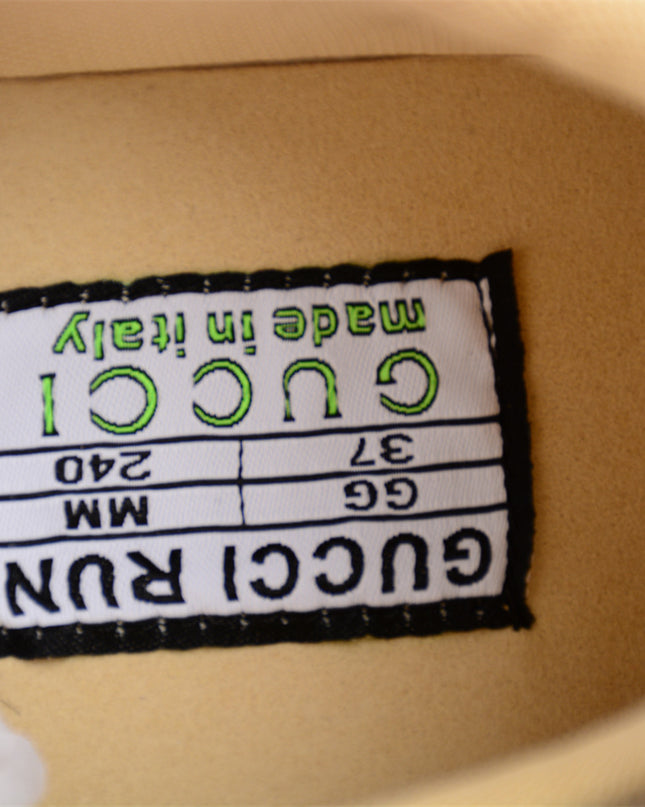 GUCCI RUN
GG MM
37 240
GUCCI
made in italy